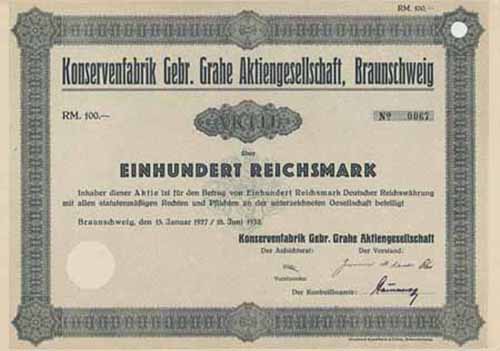 RM. 100.—
Konservenfabrik Gebr. Grahe Aktiengesellschaft, Braunschweig
AKTIE
RM. 100.—
Nº 0067
über
EINHUNDERT REICHSMARK
Inhaber dieser Aktie ist für den Betrag von Einhundert Reichsmark Deutscher Reichswährung
mit allen statutenmäßigen Rechten und Pflichten an der unterzeichneten Gesellschaft beteiligt
Braunschweig, den 15. Januar 1927 / 18. Juni 1932.
Konservenfabrik Gebr. Grahe Aktiengesellschaft
Der Aufsichtsrat: Der Vorstand:
Vorsitzender
Der Kontrollbeamte: